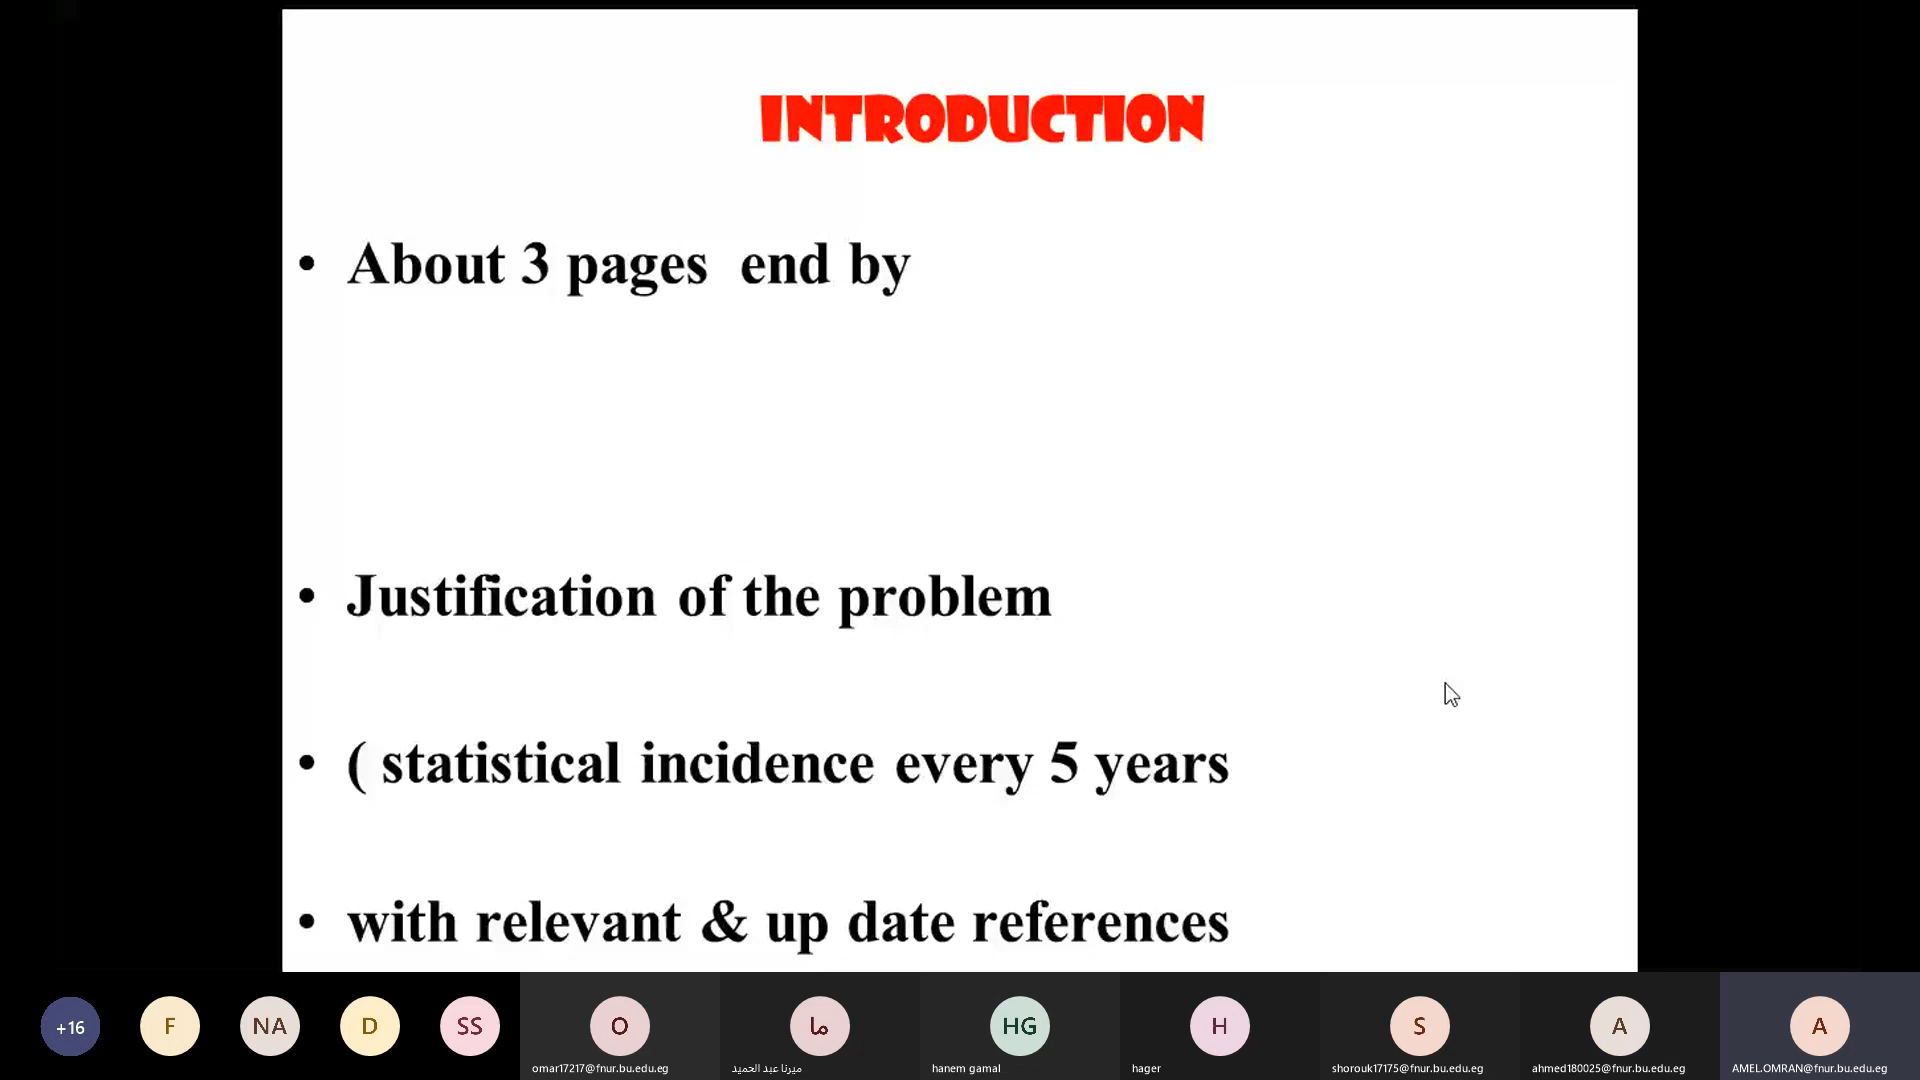 INTRODUCTION
• About 3 pages end by
• Justification of the problem
• ( statistical incidence every 5 years
• with relevant & up date references
+16
F
NA
D
SS
O
ما
HG
H
S
A
A
omar17217@fnur.bu.edu.eg
ميرنا عبد الحميد
hanem gamal
hager
shorouk17175@fnur.bu.edu.eg
ahmed180025@fnur.bu.edu.eg
AMEL.OMRAN@fnur.bu.edu.eg